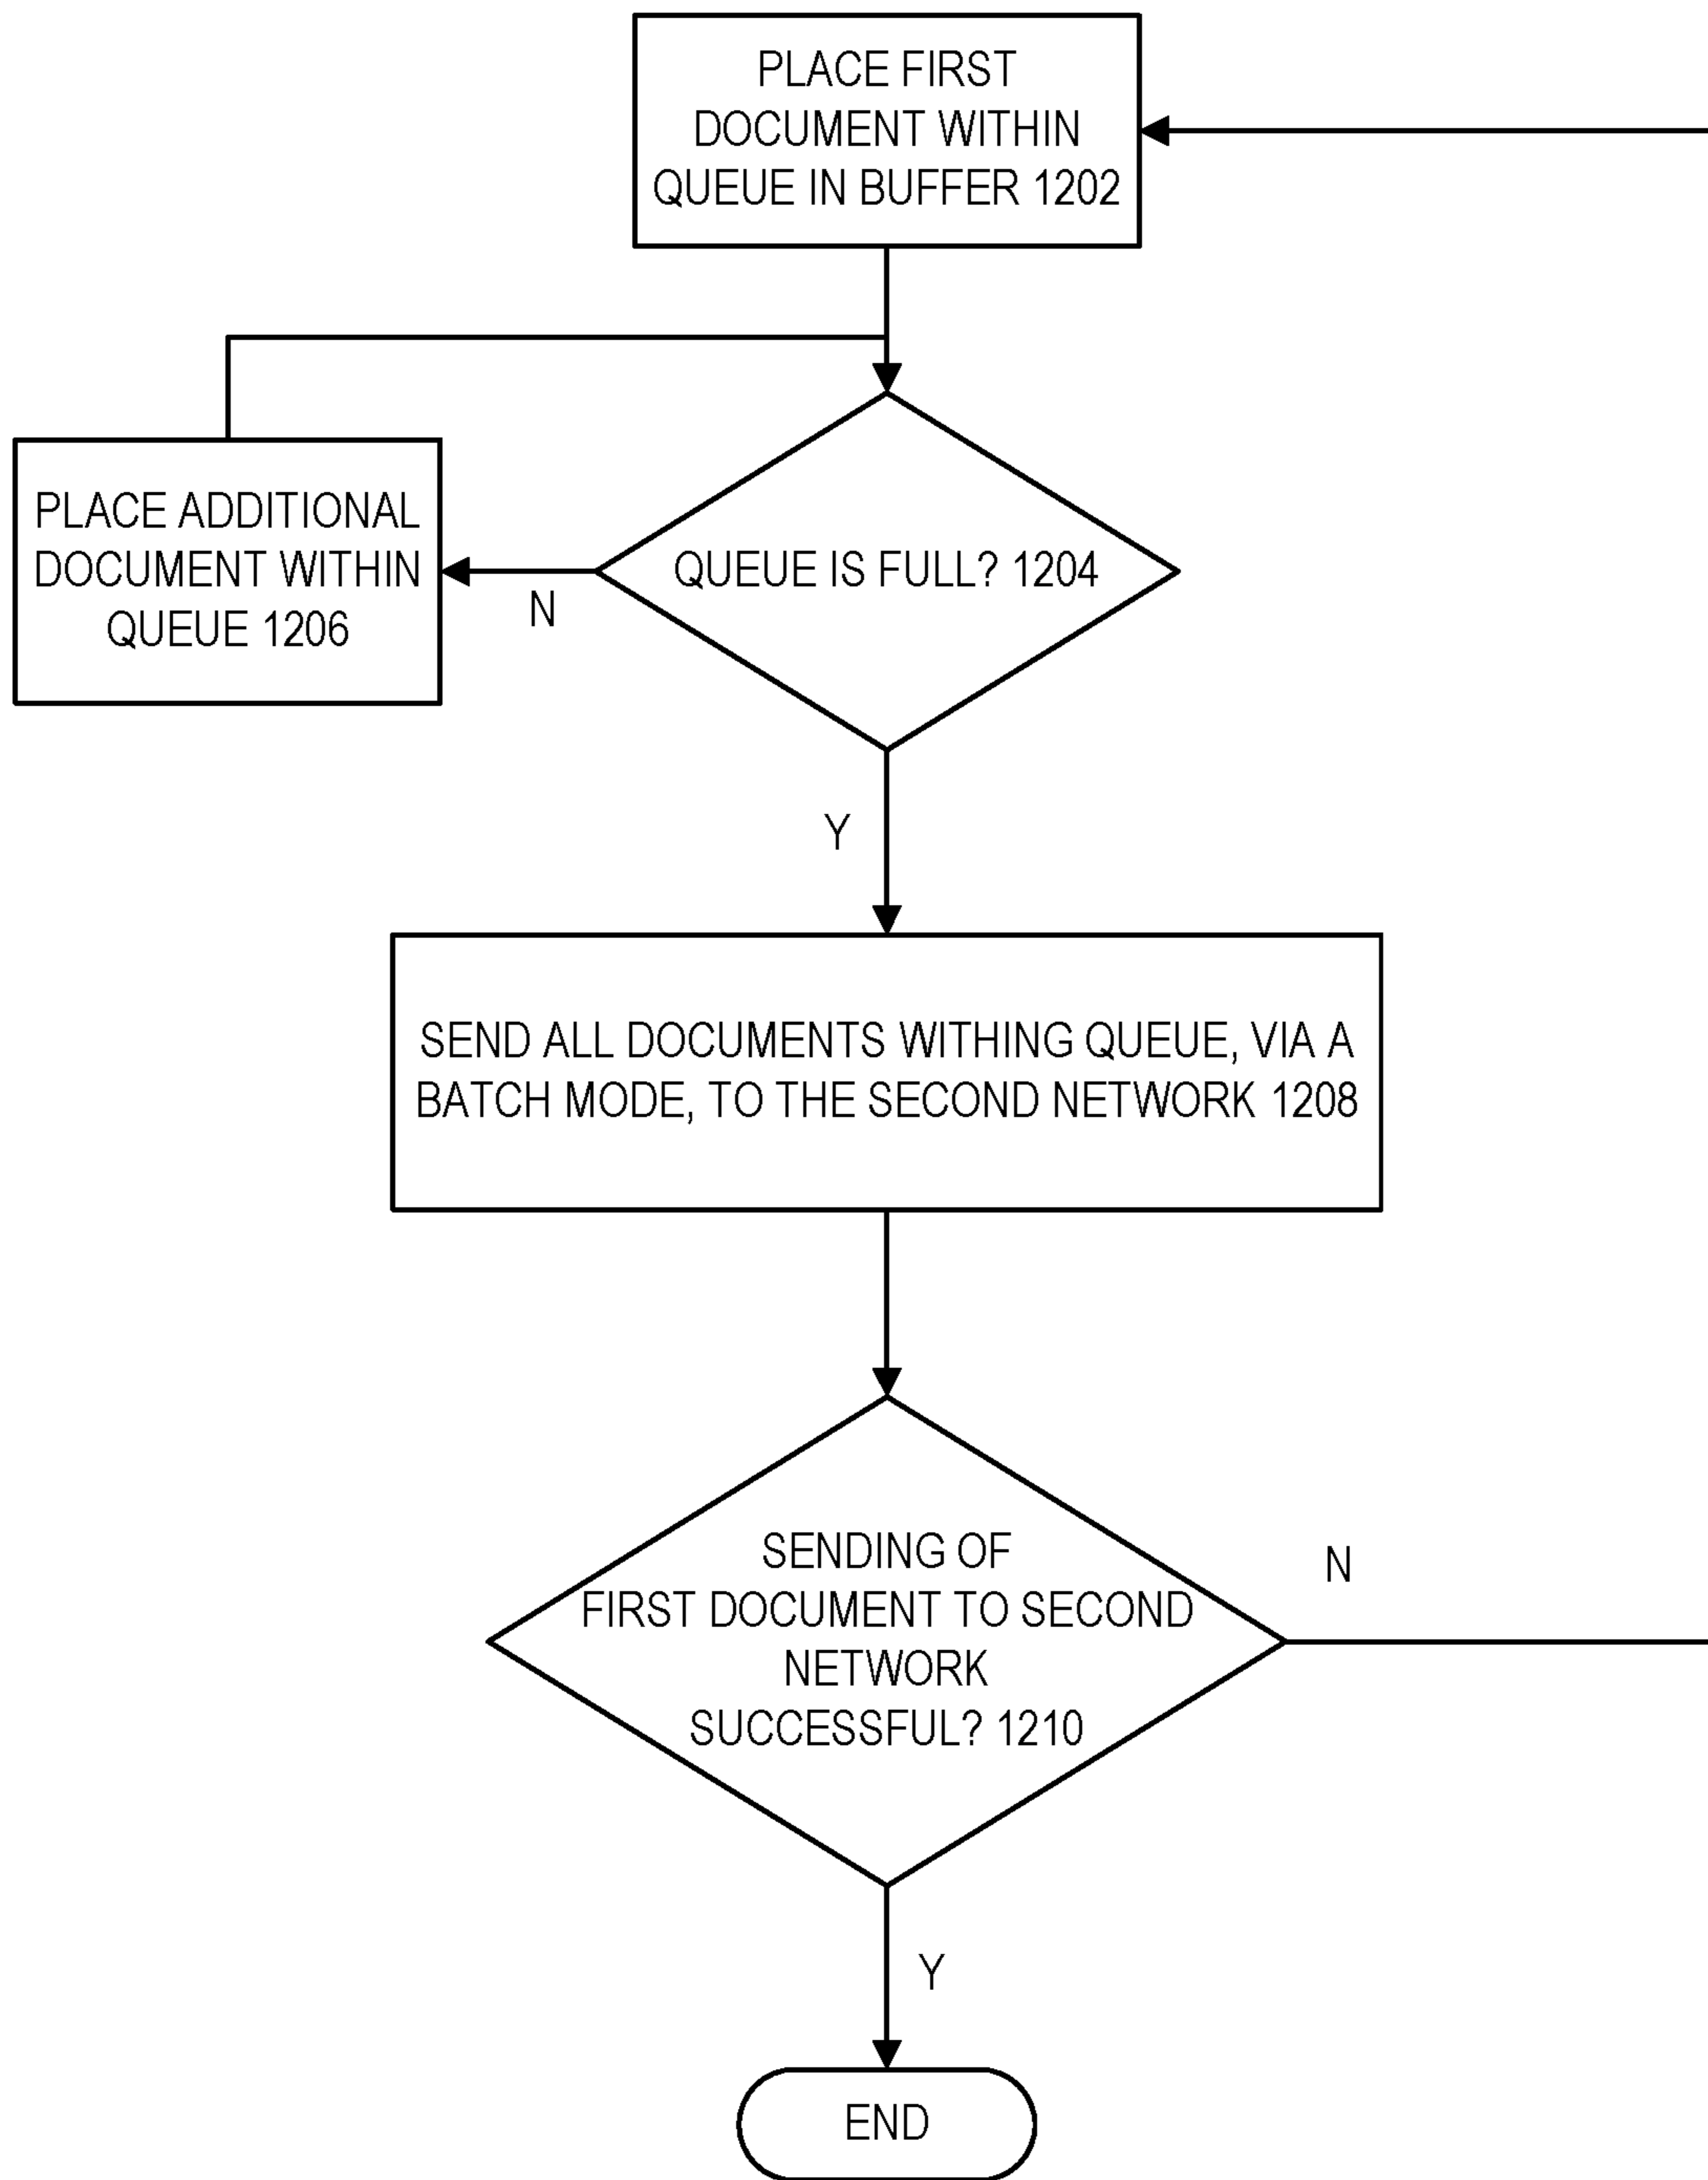 PLACE FIRST
DOCUMENT WITHIN
QUEUE IN BUFFER 1202
PLACE ADDITIONAL
DOCUMENT WITHIN
QUEUE 1206
N
QUEUE IS FULL? 1204
Y
SEND ALL DOCUMENTS WITHING QUEUE, VIA A
BATCH MODE, TO THE SECOND NETWORK 1208
SENDING OF
FIRST DOCUMENT TO SECOND
NETWORK
SUCCESSFUL? 1210
N
Y
END